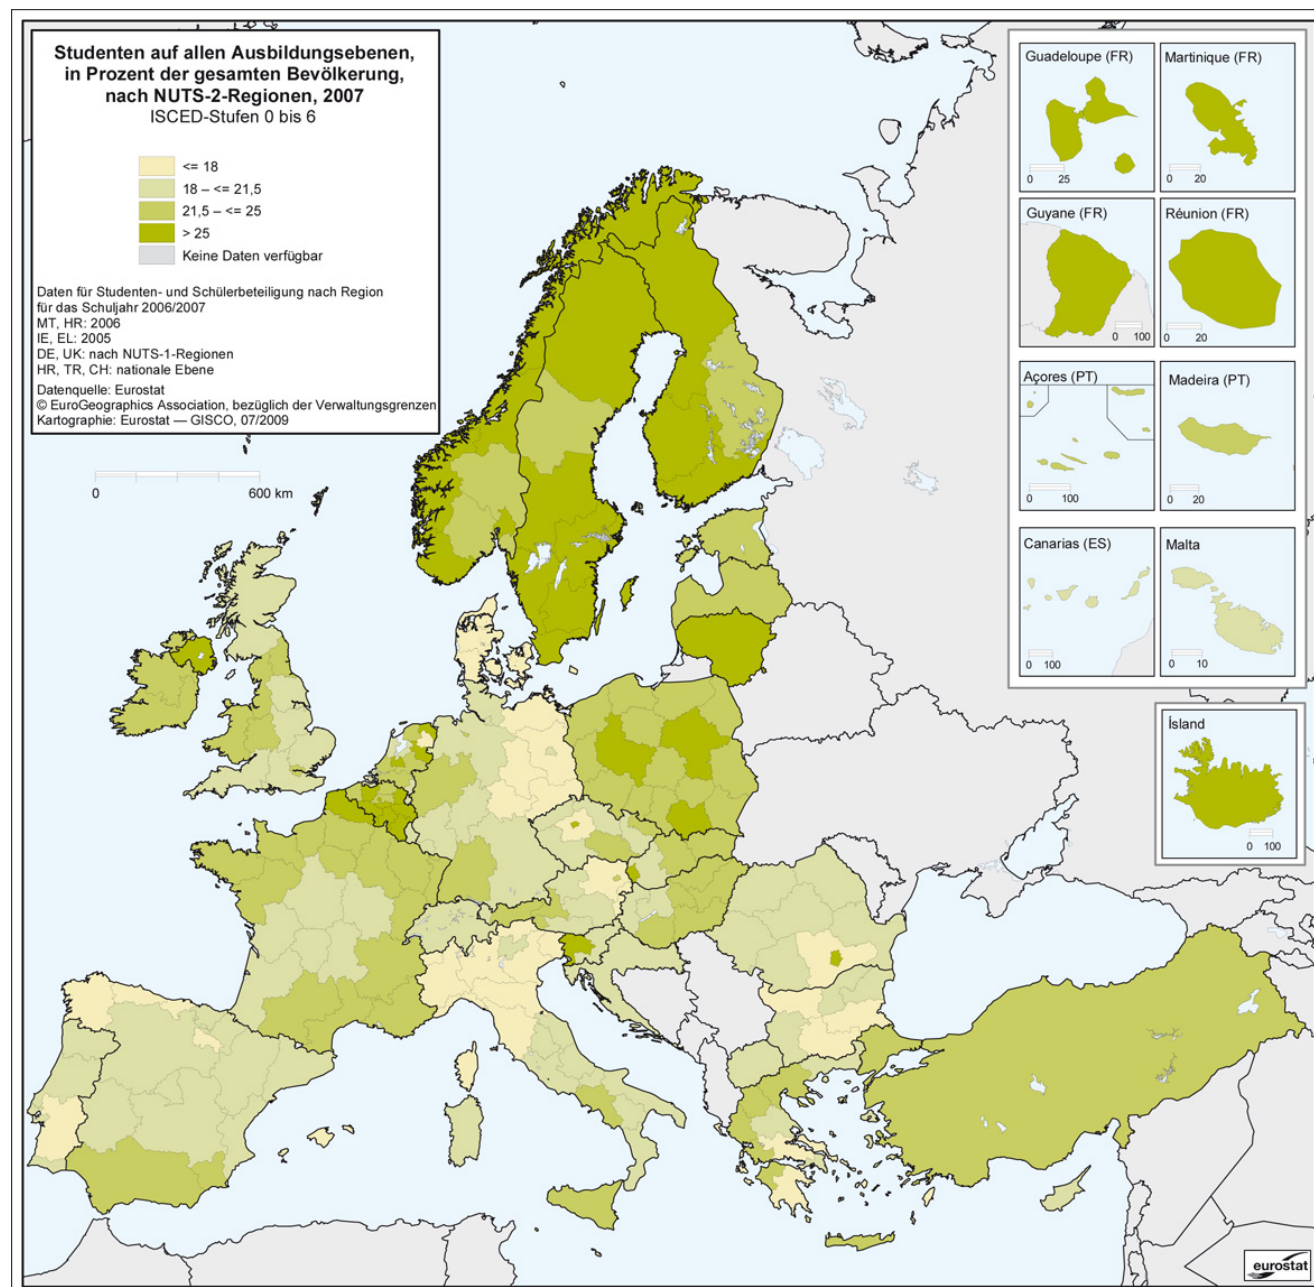 Studenten auf allen Ausbildungsebenen,
in Prozent der gesamten Bevölkerung,
nach NUTS-2-Regionen, 2007
ISCED-Stufen 0 bis 6
<= 18
18 – <= 21,5
21,5 – <= 25
> 25
Keine Daten verfügbar
Daten für Studenten- und Schülerbeteiligung nach Region
für das Schuljahr 2006/2007
MT, HR: 2006
IE, EL: 2005
DE, UK: nach NUTS-1-Regionen
HR, TR, CH: nationale Ebene
Datenquelle: Eurostat
© EuroGeographics Association, bezüglich der Verwaltungsgrenzen
Kartographie: Eurostat — GISCO, 07/2009
0 600 km
Guadeloupe (FR)
0 25
Martinique (FR)
0 20
Guyane (FR)
0 100
Réunion (FR)
0 20
Açores (PT)
0 100
Madeira (PT)
0 20
Canarias (ES)
0 100
Malta
0 10
Ísland
0 100
eurostat